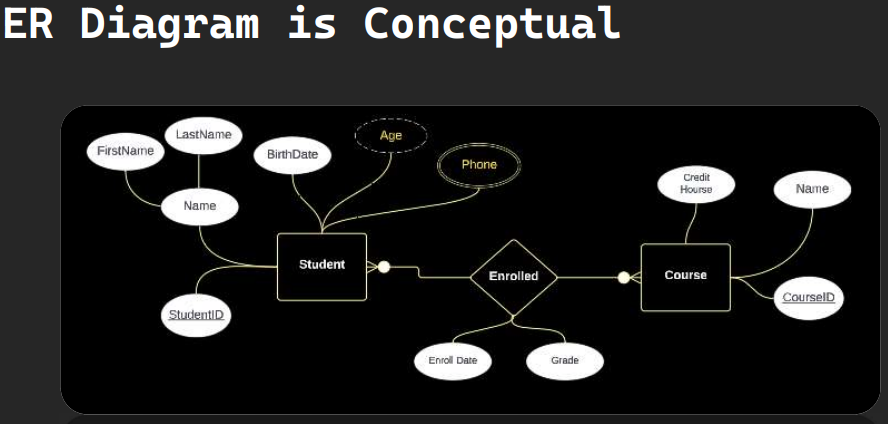 ER Diagram is Conceptual
LastName
FirstName
BirthDate
Age
Phone
Name
Credit
Hourse
Name
Student
Enrolled
Course
StudentID
CourseID
Enroll Date
Grade